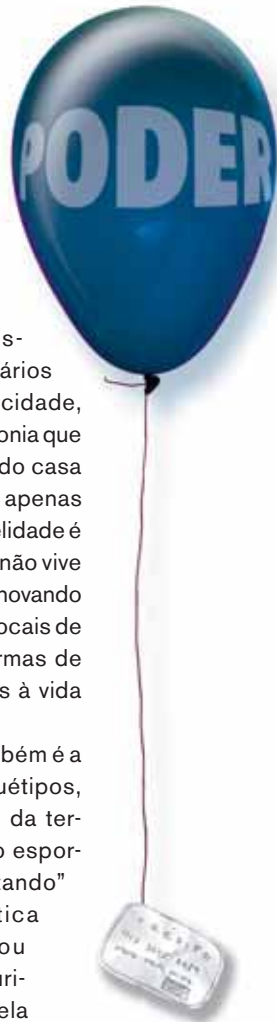 PODER
s-
ários
cidade,
onia que
do casa
apenas
elidade é
não vive
novando
ocais de
rmas de
s à vida
bém é a
uétipos,
da ter-
o espor-
tando"
tica
ou
uri-
ela